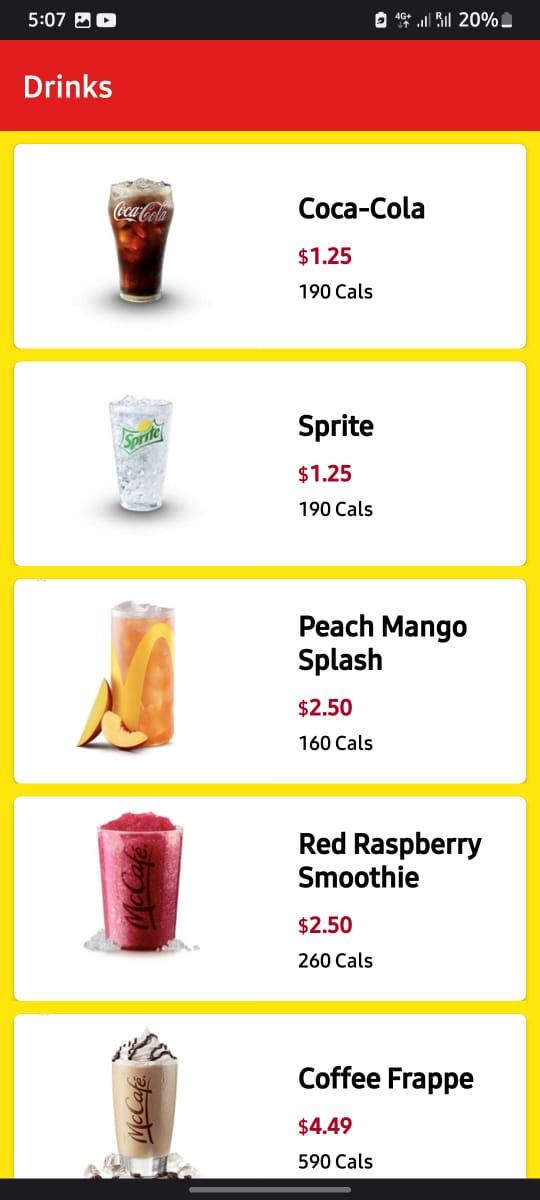 5:07
4G+
R
20%
Drinks
Coca-Cola
Coca-Cola
$1.25
190 Cals
Sprite
Sprite
$1.25
190 Cals
Peach Mango
Splash
$2.50
160 Cals
McCafé.
Red Raspberry
Smoothie
$2.50
260 Cals
McCafé.
Coffee Frappe
$4.49
590 Cals